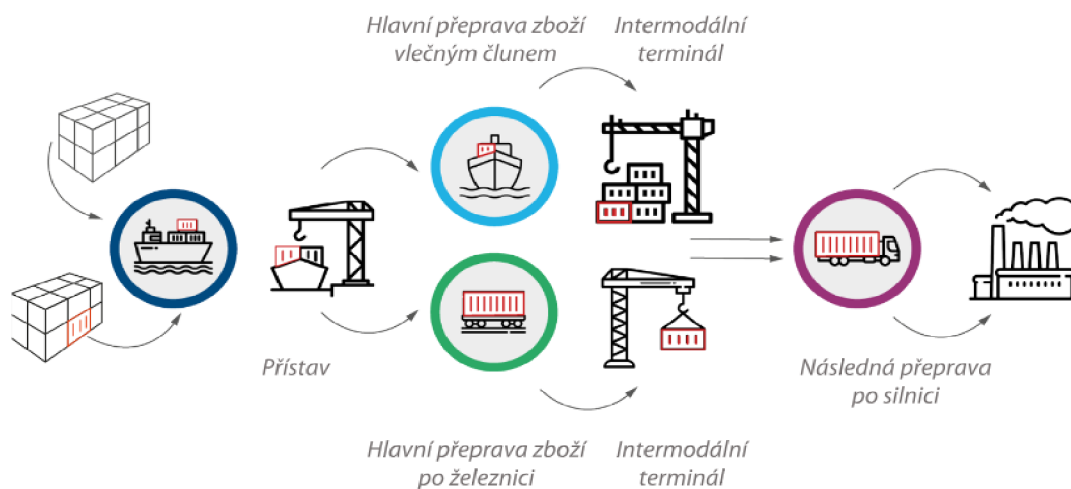 Hlavní přeprava zboží
vlečným člunem
Intermodální
terminál
Přístav
Následná přeprava
po silnici
Hlavní přeprava zboží
po železnici
Intermodální
terminál